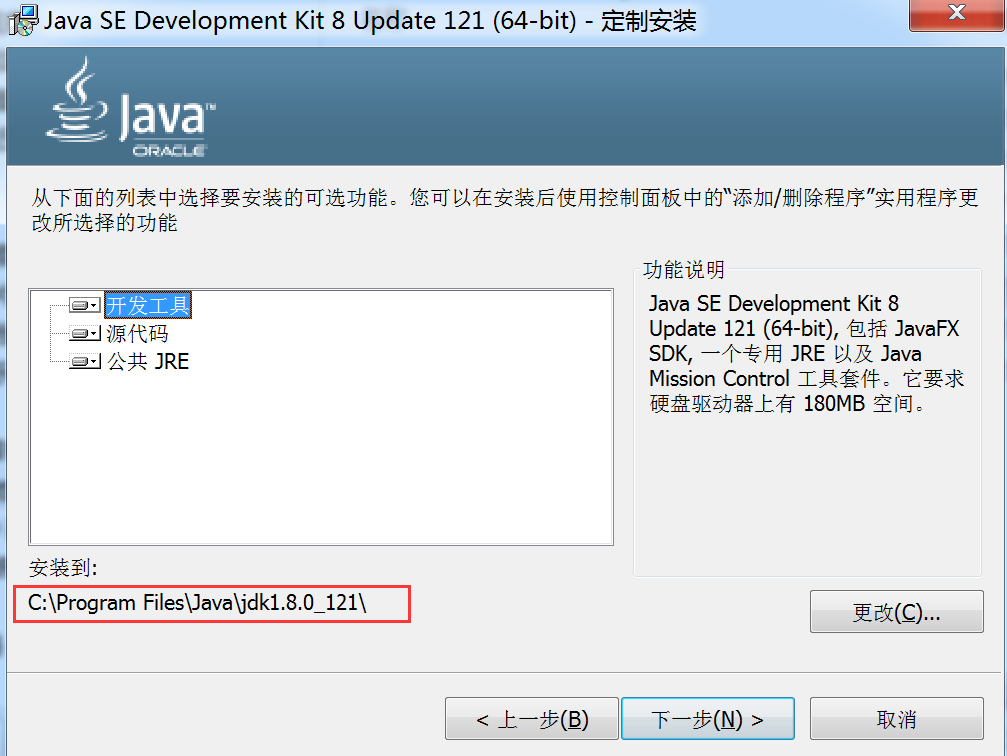 Java SE Development Kit 8 Update 121 (64-bit) - 定制安装
Java™
ORACLE
从下面的列表中选择要安装的可选功能。您可以在安装后使用控制面板中的“添加/删除程序”实用程序更
改所选择的功能
开发工具
源代码
公共 JRE
功能说明
Java SE Development Kit 8
Update 121 (64-bit), 包括 JavaFX
SDK, 一个专用 JRE 以及 Java
Mission Control 工具套件。它要求
硬盘驱动器上有 180MB 空间。
安装到:
C:\Program Files\Java\jdk1.8.0_121\
更改(C)...
< 上一步(B)
下一步(N) >
取消